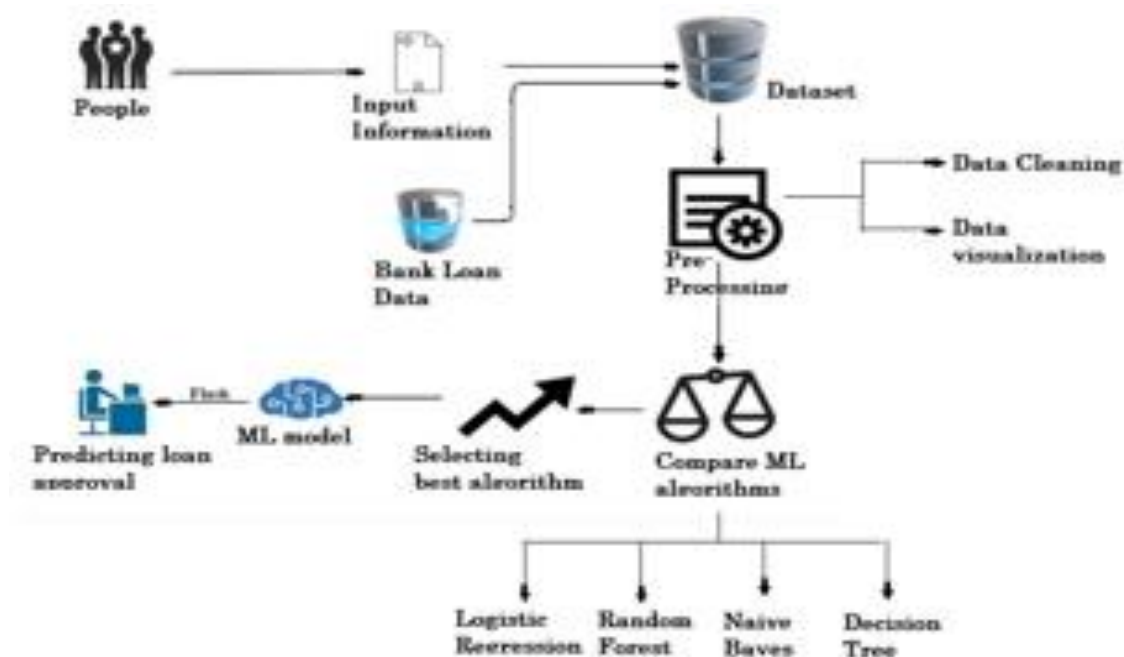 People
Input
Information
Dataset
Bank Loan
Data
Pre-
Processing
Data Cleaning
Data
visualization
Compare ML
algorithms
Selecting
best algorithm
ML model
Predicting loan
approval
Logistic
Regression
Random
Forest
Naive
Bayes
Decision
Tree